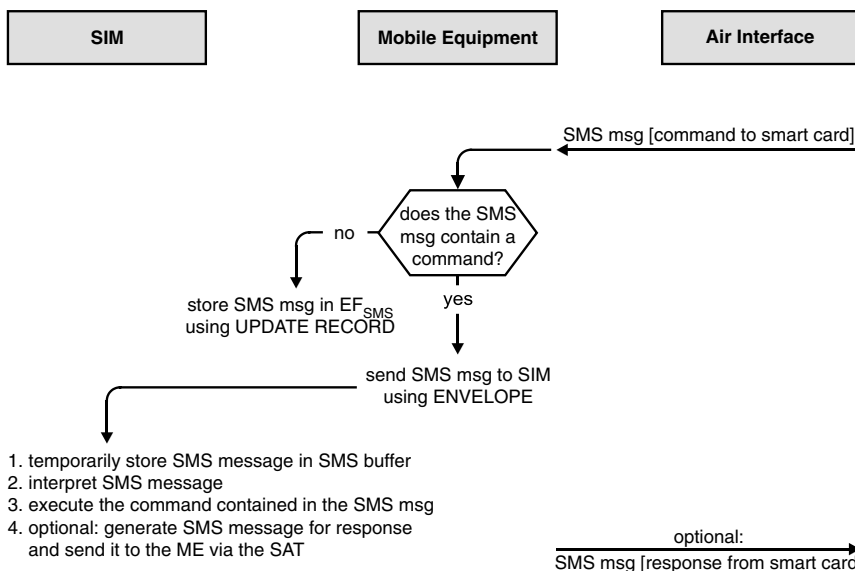 SIM
Mobile Equipment
Air Interface
SMS msg [command to smart card]
does the SMS
msg contain a
command?
no
yes
store SMS msg in EFSMS
using UPDATE RECORD
send SMS msg to SIM
using ENVELOPE
1. temporarily store SMS message in SMS buffer
2. interpret SMS message
3. execute the command contained in the SMS msg
4. optional: generate SMS message for response
and send it to the ME via the SAT
optional:
SMS msg [response from smart card